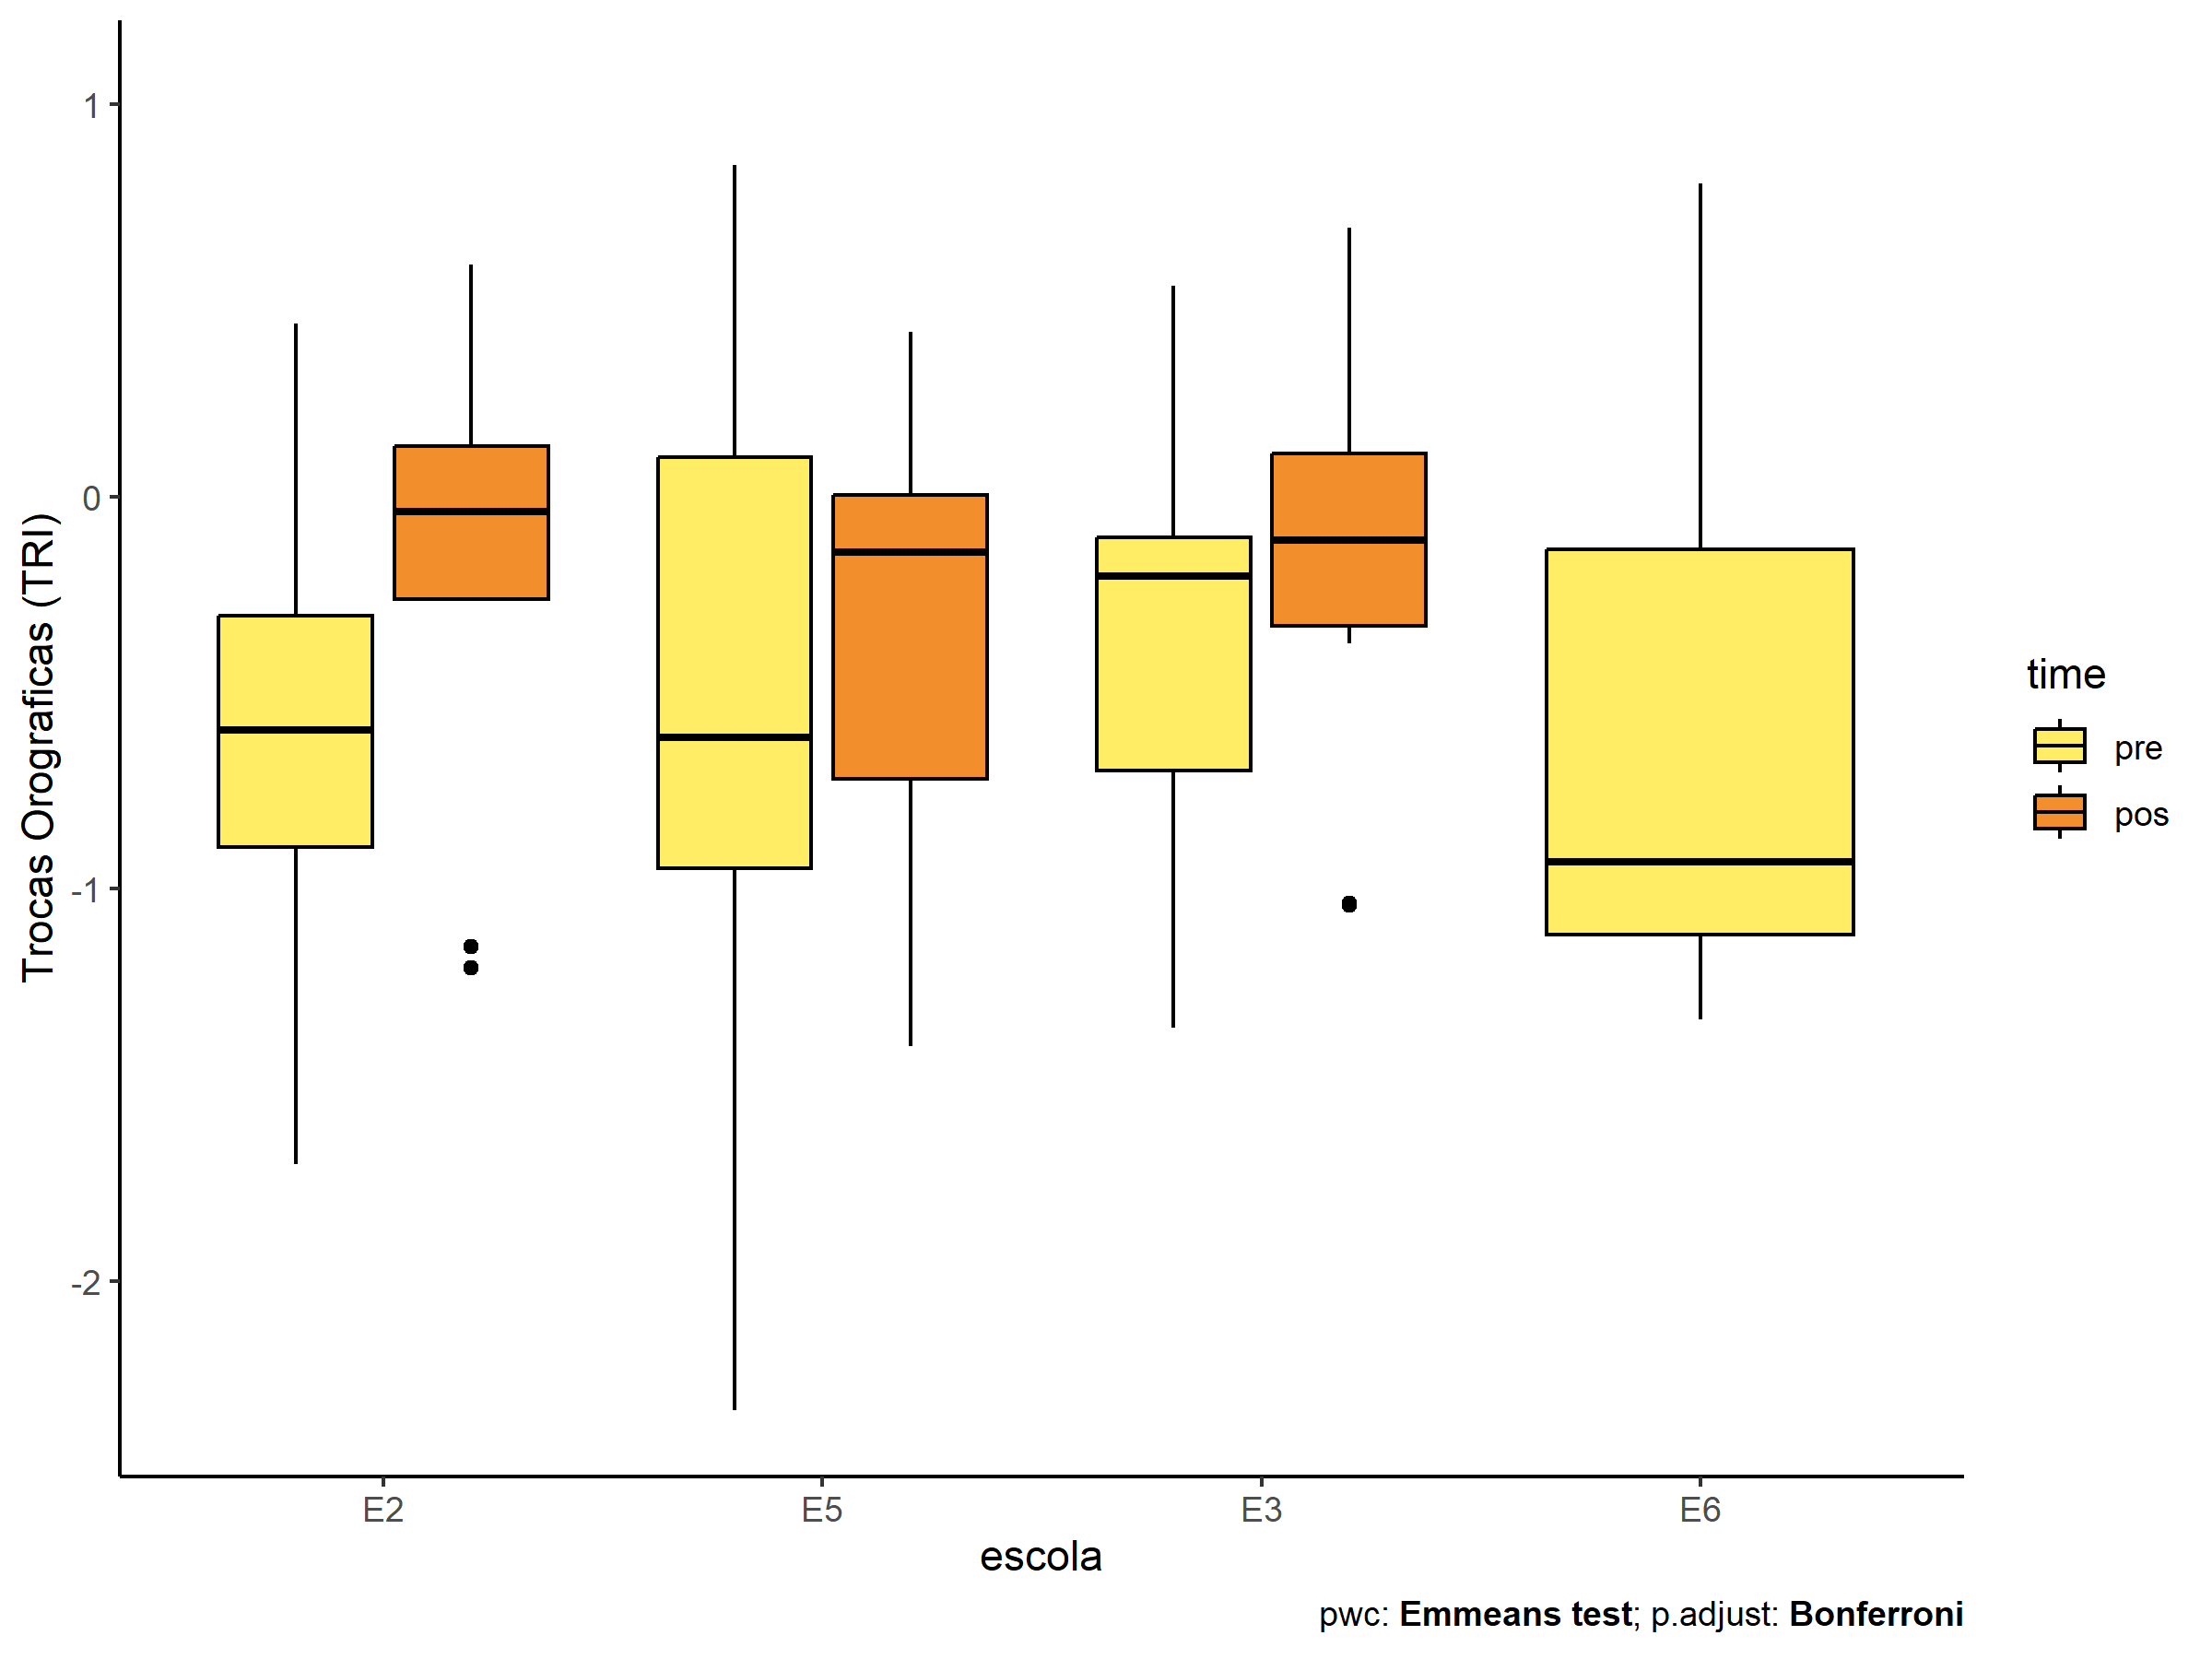 Trocas Orograficas (TRI)
1
0
-1
-2
E2
E5
E3
E6
escola
time
pre
pos
pwc: Emmeans test; p.adjust: Bonferroni